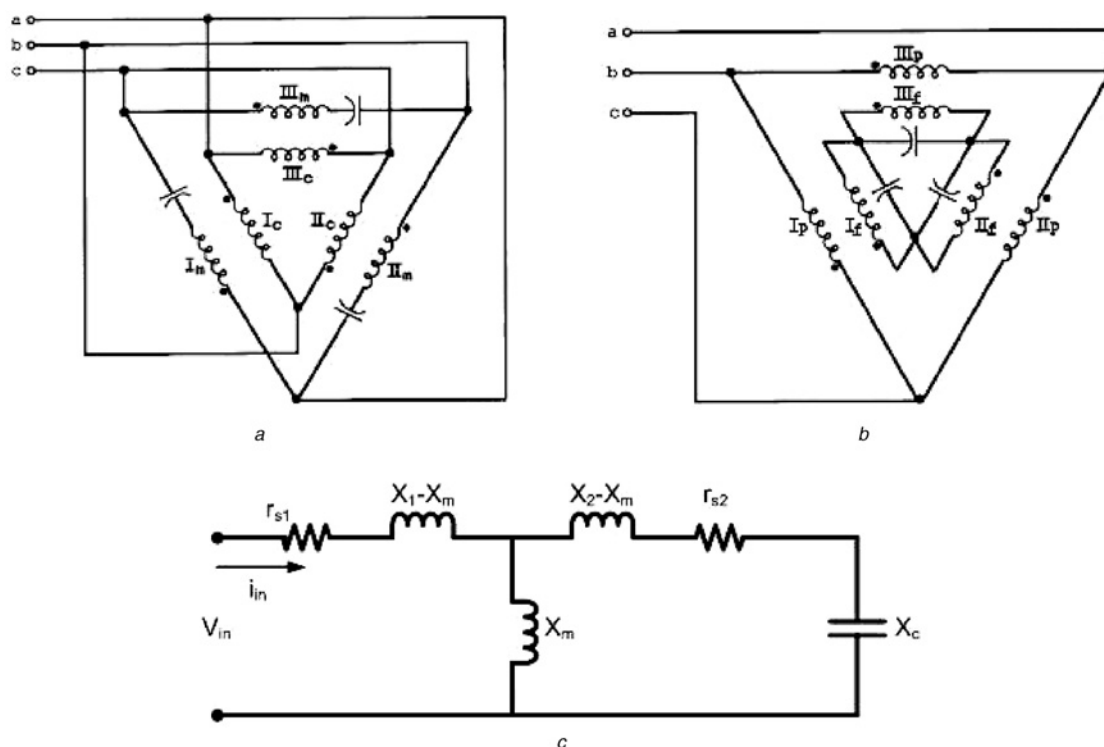 a
b
c
III_m
III_c
I_c
II_c
I_m
II_m
a
a
b
c
III_p
III_f
I_p
I_f
II_f
II_p
b
r_s1
X_1-X_m
X_2-X_m
r_s2
i_in
V_in
X_m
X_c
c